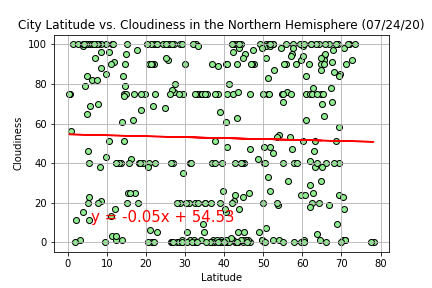 City Latitude vs. Cloudiness in the Northern Hemisphere (07/24/20)
100
80
60
40
20
0
Cloudiness
y = -0.05x + 54.53
0 10 20 30 40 50 60 70 80
Latitude